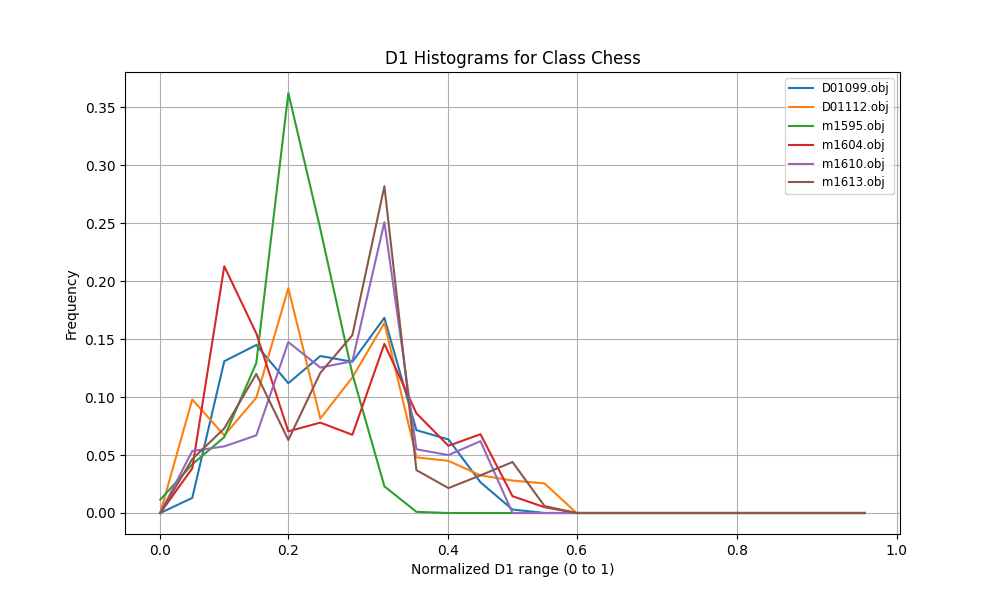 D1 Histograms for Class Chess
D01099.obj
D01112.obj
m1595.obj
m1604.obj
m1610.obj
m1613.obj
Frequency
0.35
0.30
0.25
0.20
0.15
0.10
0.05
0.00
0.0 0.2 0.4 0.6 0.8 1.0
Normalized D1 range (0 to 1)